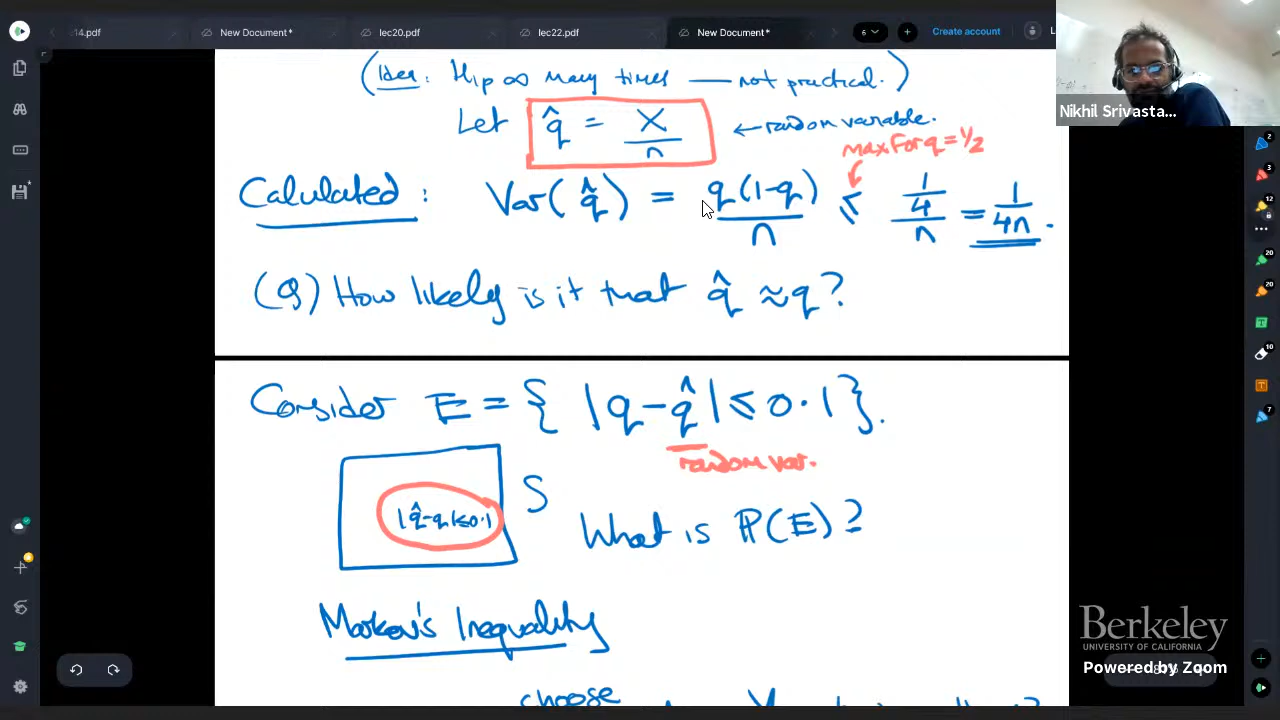 14.pdf
New Document*
lec20.pdf
lec22.pdf
New Document*
6
Create account
(Idea: flip ∞ many times — not practical.)
Let q̂ = X/n ← random variable.
max for q = 1/2
Calculated: Var(q̂) = q(1-q)/n ≤ 1/4/n = 1/4n.
(Q) How likely is it that q̂ ≈ q?
Consider E = { |q - q̂| ≤ 0.1 }.
random var.
|q̂-q|≤0.1
S
What is P(E)?
Markov's Inequality
choose
Nikhil Srivasta...
Berkeley
UNIVERSITY OF CALIFORNIA
Powered by Zoom